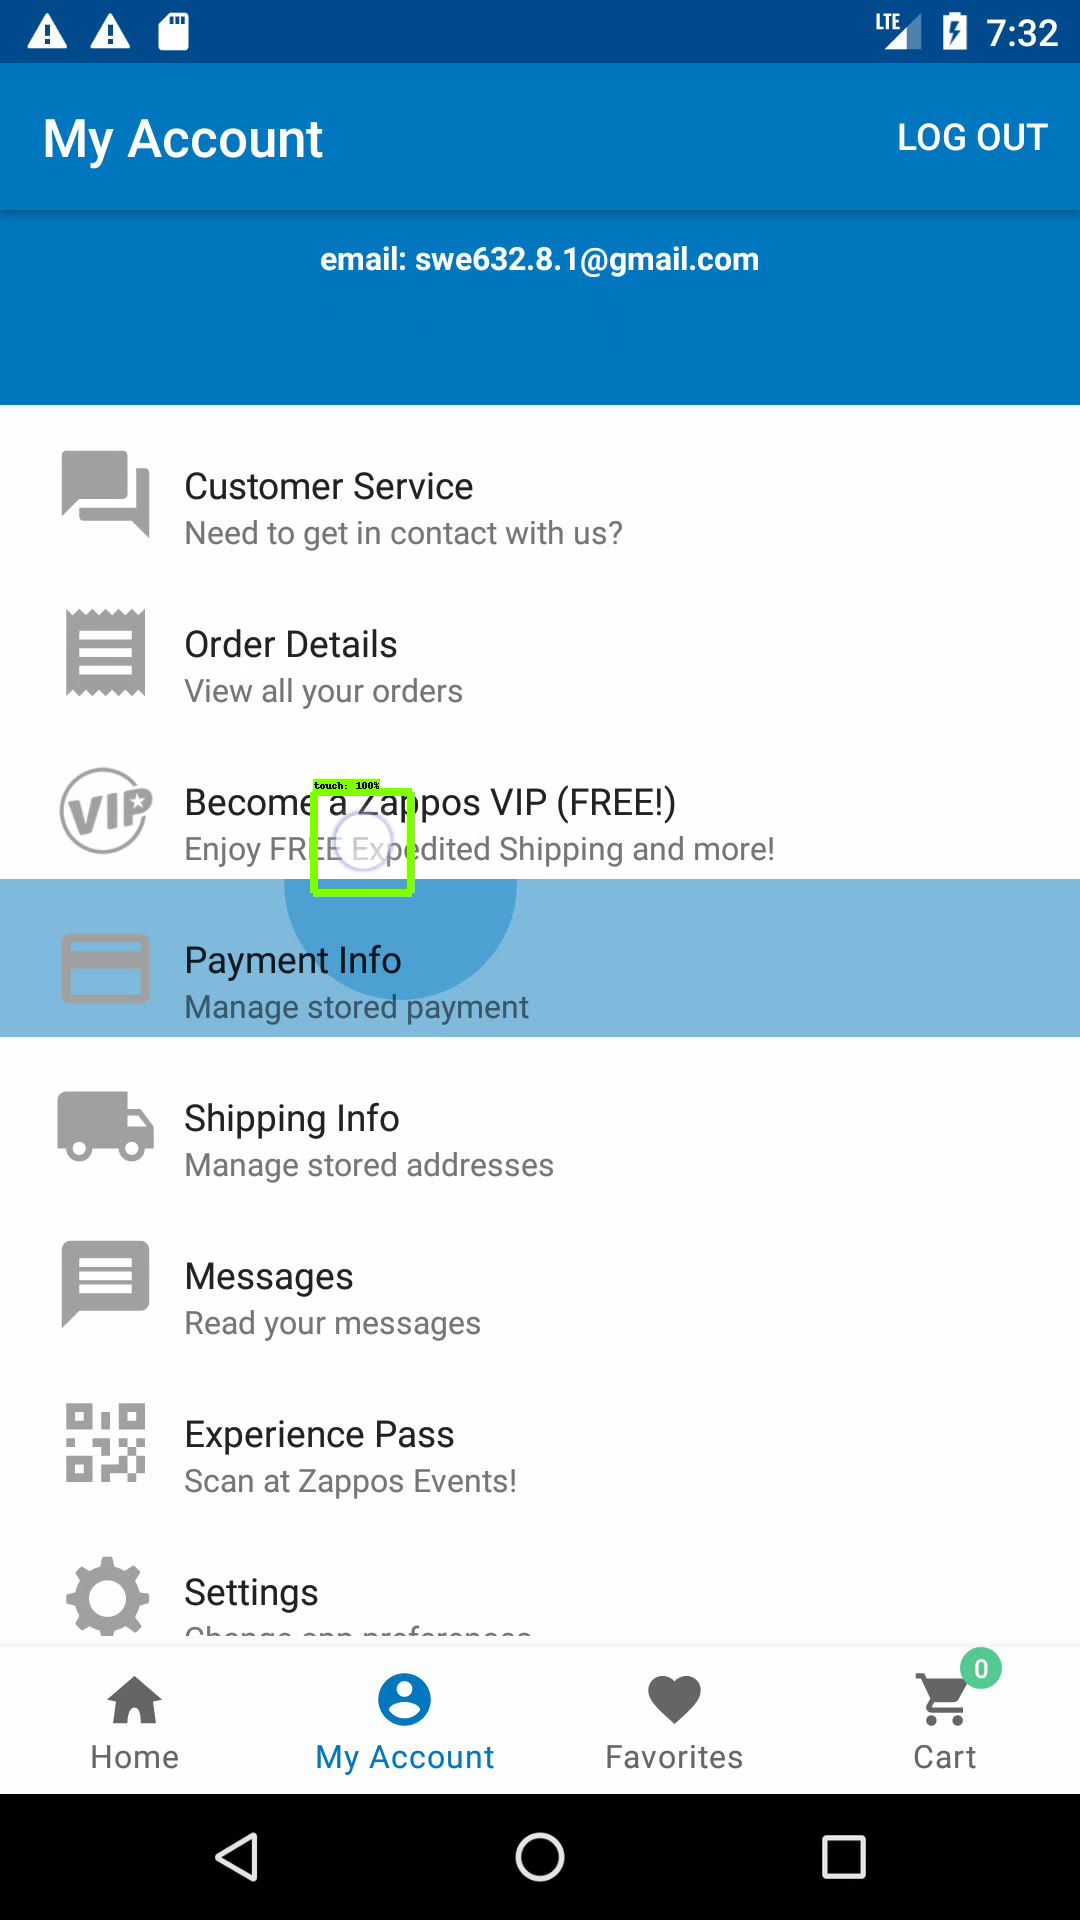 LTE 7:32
My Account LOG OUT
email: swe632.8.1@gmail.com
Customer Service
Need to get in contact with us?
Order Details
View all your orders
touch: 100%
VIP
Become a Zappos VIP (FREE!)
Enjoy FREE Expedited Shipping and more!
Payment Info
Manage stored payment
Shipping Info
Manage stored addresses
Messages
Read your messages
Experience Pass
Scan at Zappos Events!
Settings
Change app preferences
0
Home My Account Favorites Cart